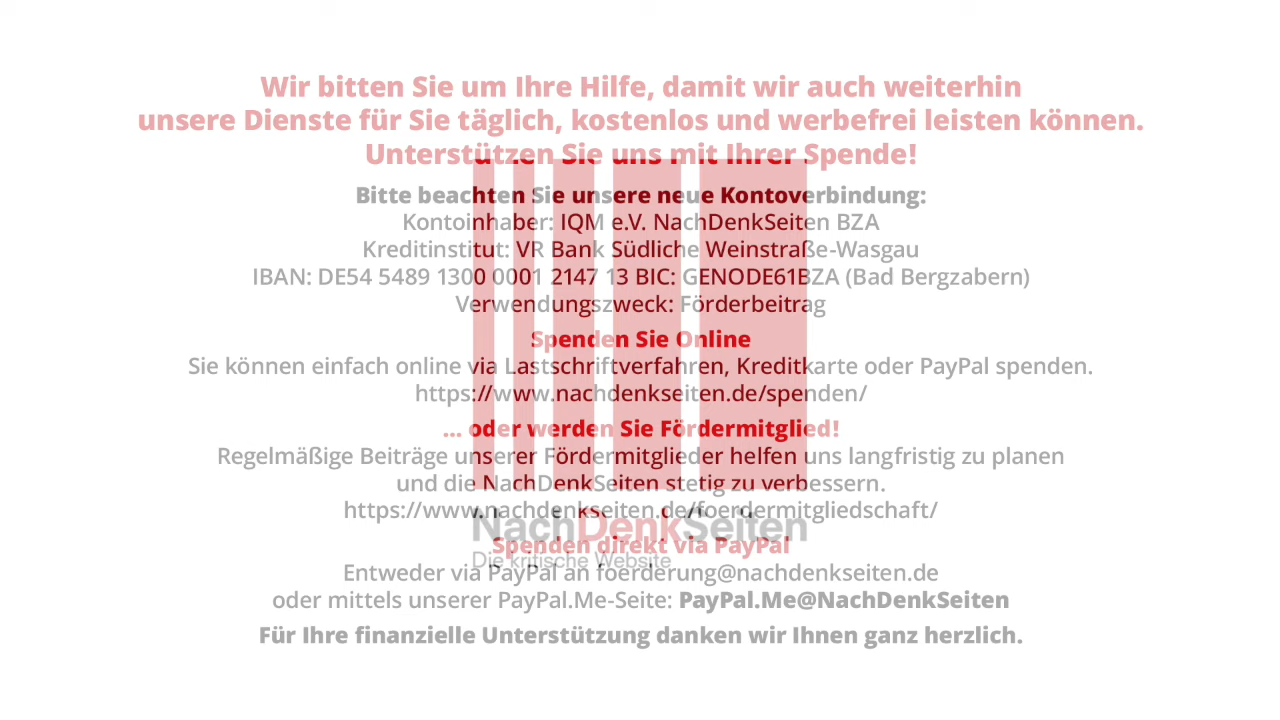 Wir bitten Sie um Ihre Hilfe, damit wir auch weiterhin
unsere Dienste für Sie täglich, kostenlos und werbefrei leisten können.
Unterstützen Sie uns mit Ihrer Spende!
Bitte beachten Sie unsere neue Kontoverbindung:
Kontoinhaber: IQM e.V. NachDenkSeiten BZA
Kreditinstitut: VR Bank Südliche Weinstraße-Wasgau
IBAN: DE54 5489 1300 0001 2147 13 BIC: GENODE61BZA (Bad Bergzabern)
Verwendungszweck: Förderbeitrag
Spenden Sie Online
Sie können einfach online via Lastschriftverfahren, Kreditkarte oder PayPal spenden.
https://www.nachdenkseiten.de/spenden/
... oder werden Sie Fördermitglied!
Regelmäßige Beiträge unserer Fördermitglieder helfen uns langfristig zu planen
und die NachDenkSeiten stetig zu verbessern.
https://www.nachdenkseiten.de/foerdermitgliedschaft/
NachDenkSeiten
Spenden direkt via PayPal
Die kritische Website
Entweder via PayPal an foerderung@nachdenkseiten.de
oder mittels unserer PayPal.Me-Seite: PayPal.Me@NachDenkSeiten
Für Ihre finanzielle Unterstützung danken wir Ihnen ganz herzlich.